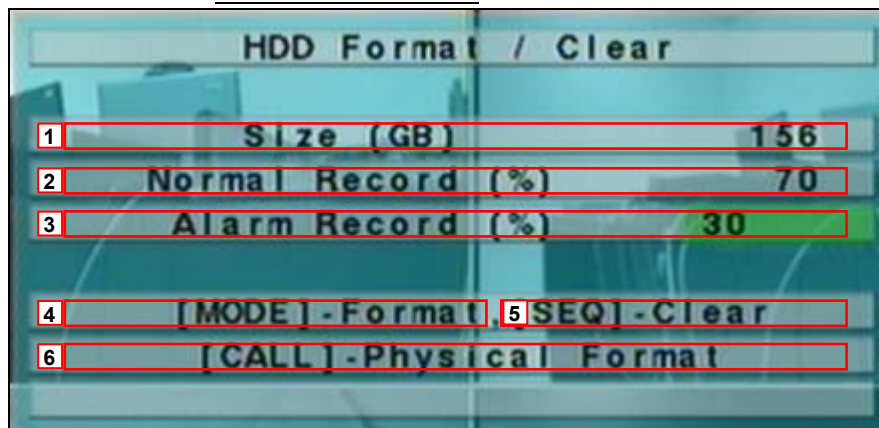 HDD Format / Clear
1 Size (GB) 156
2 Normal Record (%) 70
3 Alarm Record (%) 30
4 [MODE]-Format, 5 SEQ]-Clear
6 [CALL]-Physical Format